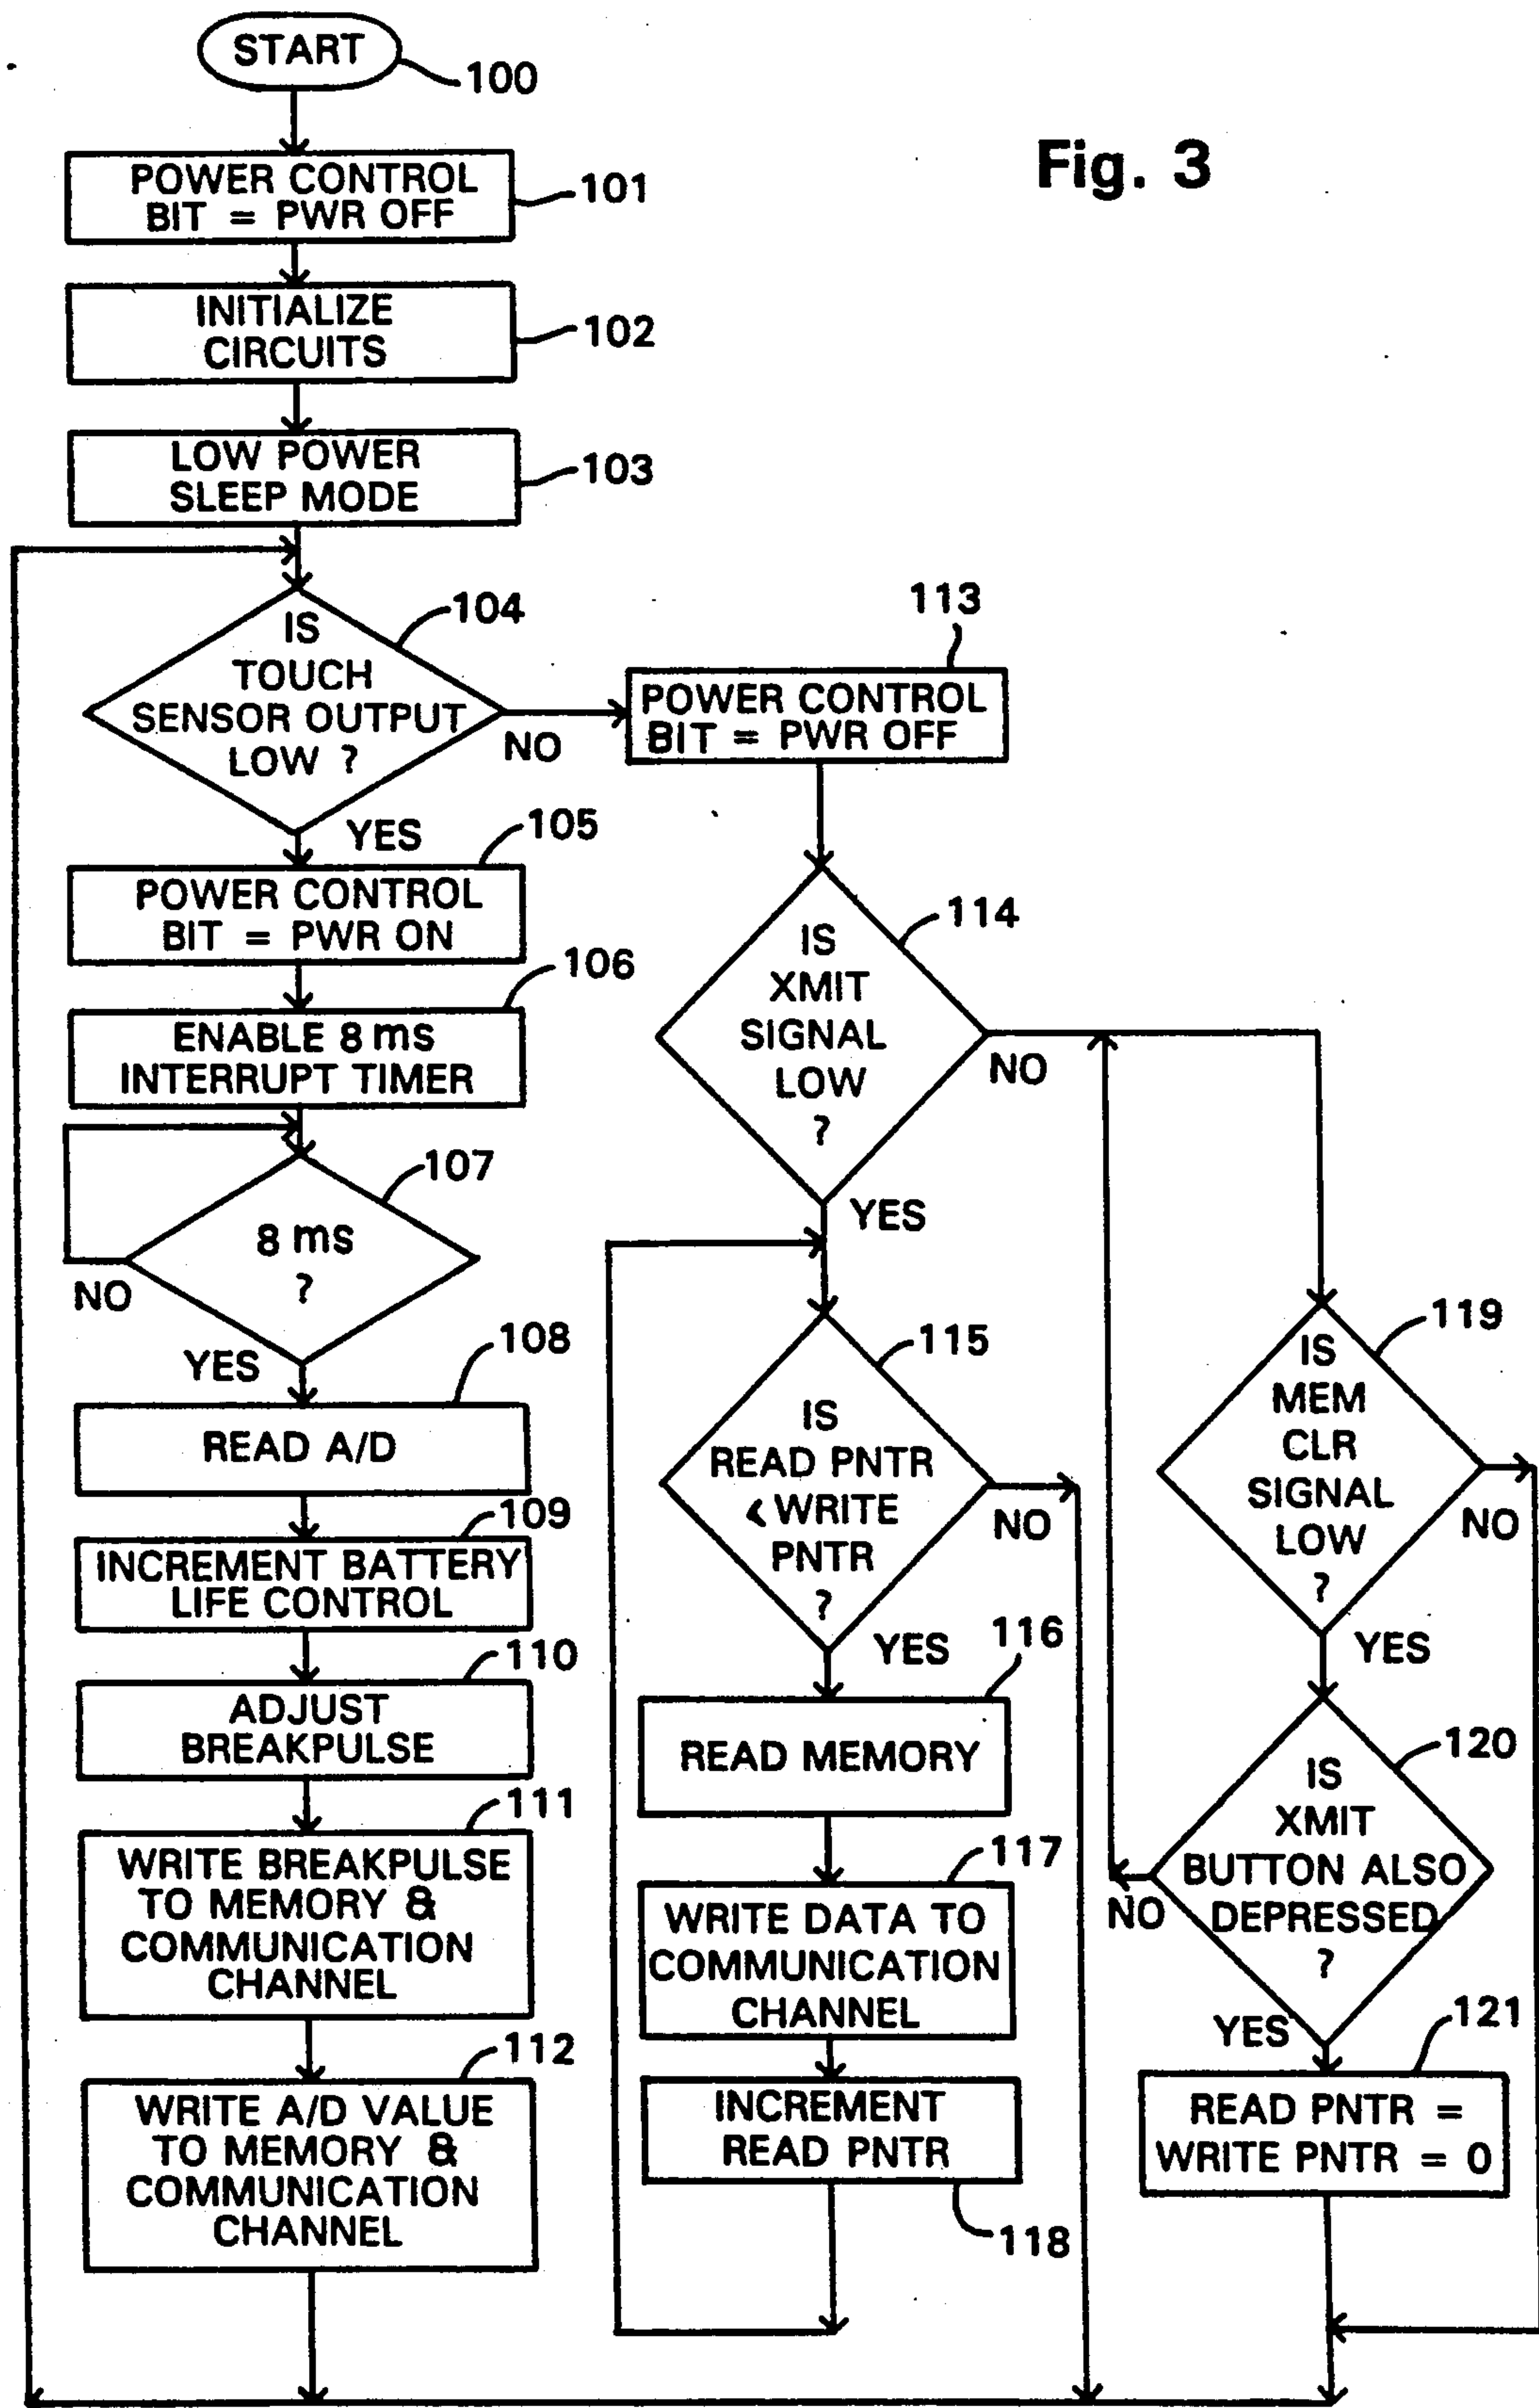 START
100
Fig. 3
POWER CONTROL
BIT = PWR OFF
101
INITIALIZE
CIRCUITS
102
LOW POWER
SLEEP MODE
103
IS
TOUCH
SENSOR OUTPUT
LOW ?
104
NO
YES
POWER CONTROL
BIT = PWR ON
105
ENABLE 8 ms
INTERRUPT TIMER
106
8 ms
?
107
NO
YES
READ A/D
108
INCREMENT BATTERY
LIFE CONTROL
109
ADJUST
BREAKPULSE
110
WRITE BREAKPULSE
TO MEMORY &
COMMUNICATION
CHANNEL
111
WRITE A/D VALUE
TO MEMORY &
COMMUNICATION
CHANNEL
112
113
POWER CONTROL
BIT = PWR OFF
IS
XMIT
SIGNAL
LOW
?
114
NO
YES
IS
READ PNTR
< WRITE
PNTR
?
115
NO
YES
READ MEMORY
116
WRITE DATA TO
COMMUNICATION
CHANNEL
117
INCREMENT
READ PNTR
118
IS
MEM
CLR
SIGNAL
LOW
?
119
NO
YES
IS
XMIT
BUTTON ALSO
DEPRESSED
?
120
NO
YES
READ PNTR =
WRITE PNTR = 0
121